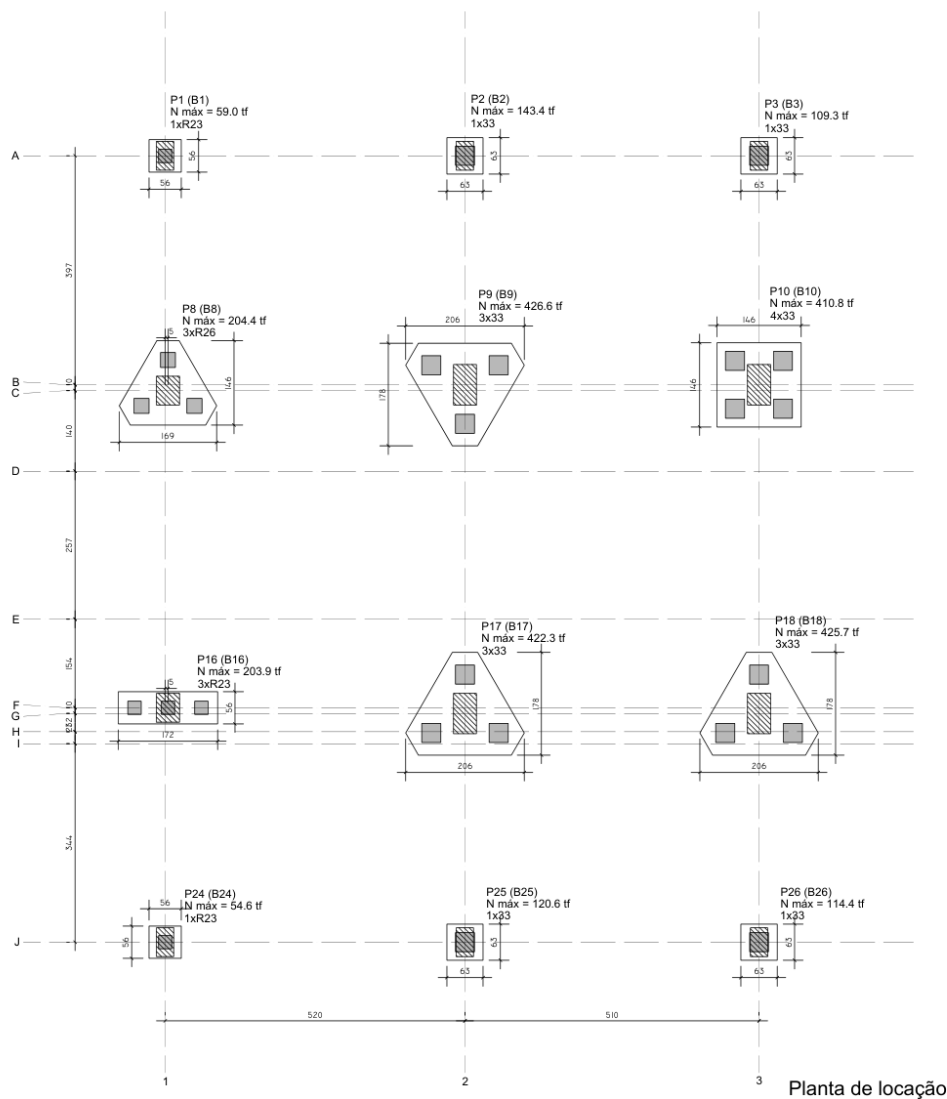 P1 (B1)
N máx = 59.0 tf
1xR23
56
56
P2 (B2)
N máx = 143.4 tf
1x33
63
63
P3 (B3)
N máx = 109.3 tf
1x33
63
63
A
397
P8 (B8)
N máx = 204.4 tf
3xR26
5
146
169
P9 (B9)
N máx = 426.6 tf
3x33
206
178
P10 (B10)
N máx = 410.8 tf
4x33
146
146
B
10
C
140
D
257
E
154
P16 (B16)
N máx = 203.9 tf
3xR23
5
56
172
P17 (B17)
N máx = 422.3 tf
3x33
178
206
P18 (B18)
N máx = 425.7 tf
3x33
178
206
F
G
H
I
344
P24 (B24)
N máx = 54.6 tf
1xR23
56
56
P25 (B25)
N máx = 120.6 tf
1x33
63
63
P26 (B26)
N máx = 114.4 tf
1x33
63
63
J
520
510
1
2
3
Planta de locação